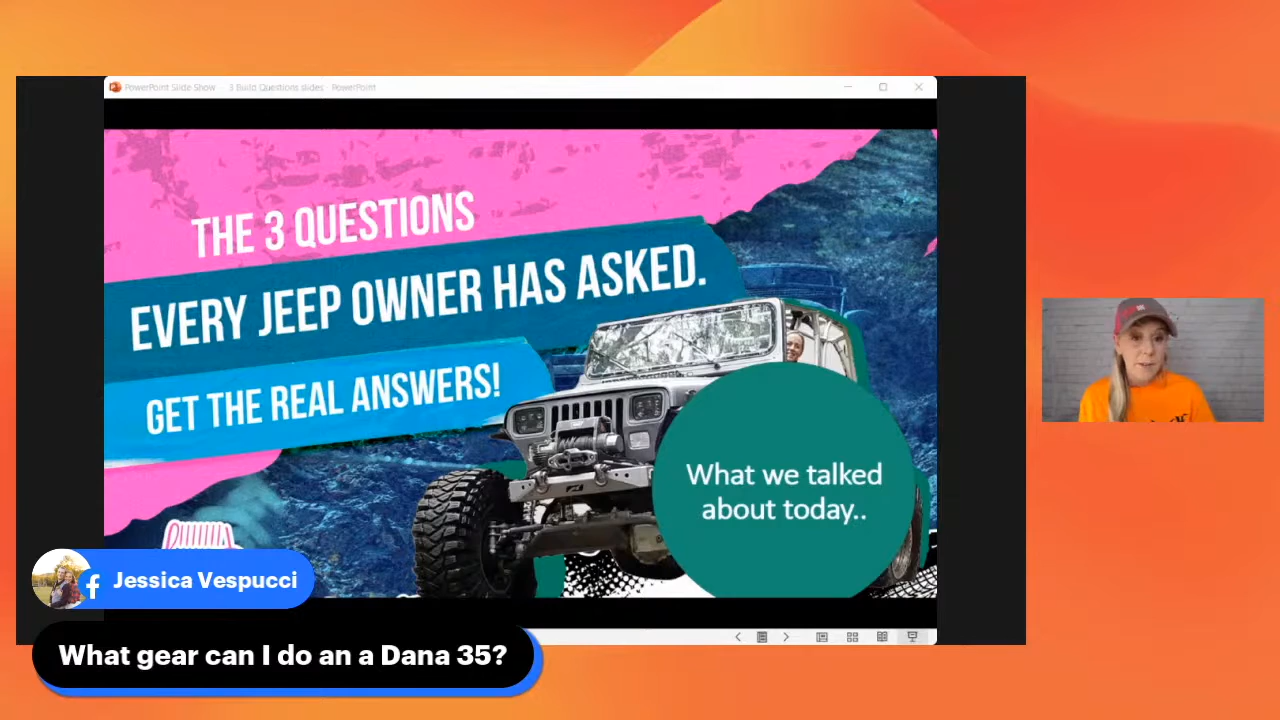 PowerPoint Slide Show - 3 Build Questions slides - PowerPoint
THE 3 QUESTIONS
EVERY JEEP OWNER HAS ASKED.
GET THE REAL ANSWERS!
What we talked
about today..
Jessica Vespucci
What gear can I do an a Dana 35?